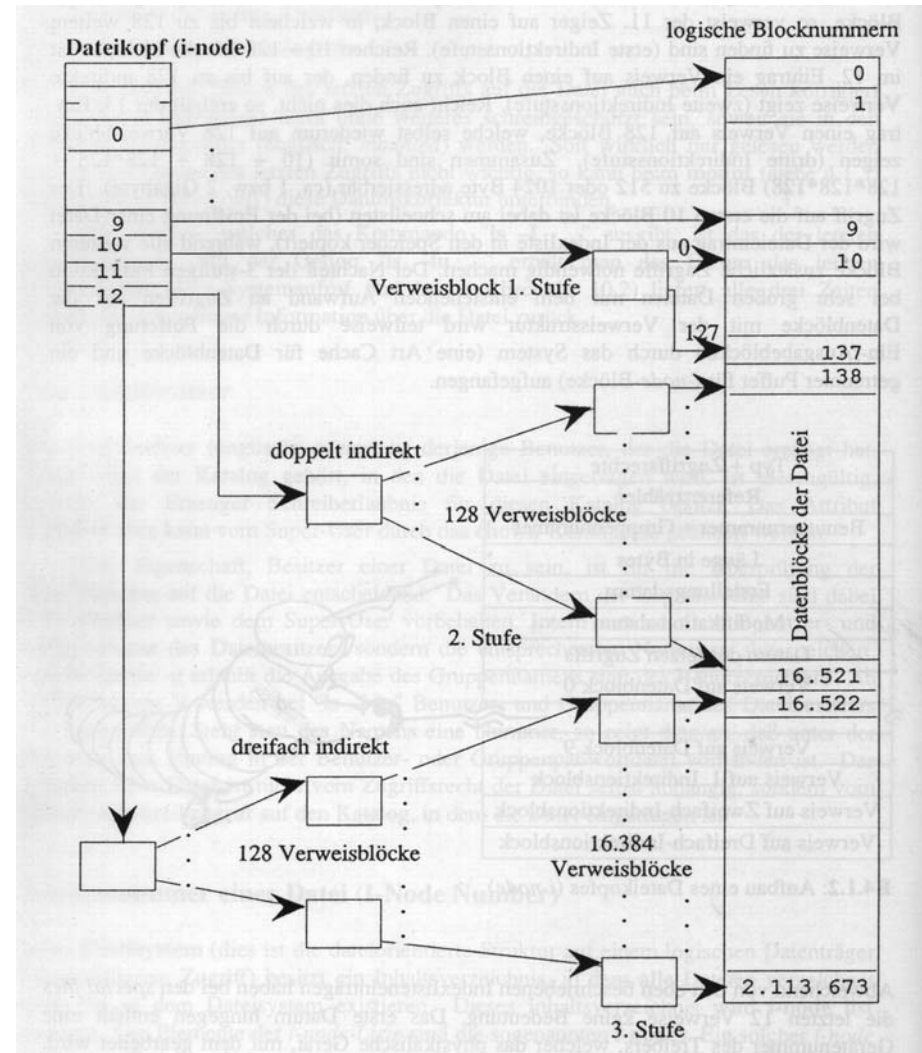 Dateikopf (i-node)
logische Blocknummern
0
1
0
9
10
11
12
9
0
10
Verweisblock 1. Stufe
127
137
138
doppelt indirekt
128 Verweisblöcke
Datenblöcke der Datei
2. Stufe
16.521
16.522
dreifach indirekt
128 Verweisblöcke
16.384
Verweisblöcke
2.113.673
3. Stufe